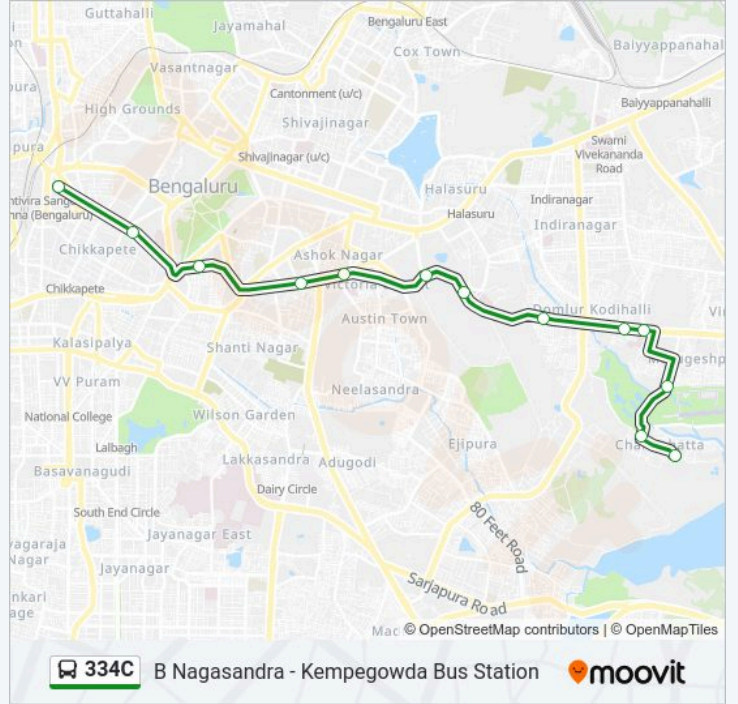 Guttahalli
Jayamahal
Bengaluru East
Cox Town
Baiyyappanahal
Vasantnagar
Cantonment (u/c)
High Grounds
Baiyyappanahalli
Shivajinagar
pura
Swami
Vivekananda
Road
Shivajinagar (u/c)
Bengaluru
Halasuru
Indiranagar
Halasuru
Indiranagar
Chikkapete
Ashok Nagar
Chikkapete
Domlur Kodihalli
Austin Town
Kalasipalya
Shanti Nagar
VV Puram
Neelasandra
National College
Wilson Garden
Lalbagh
Ejipura
Lakkasandra
Adugodi
Basavanagudi
Dairy Circle
South End Circle
80 Feet Road
Jayanagar East
Jayanagar
Sarjapura Road
© OpenStreetMap contributors | © OpenMapTiles
334C B Nagasandra - Kempegowda Bus Station
moovit